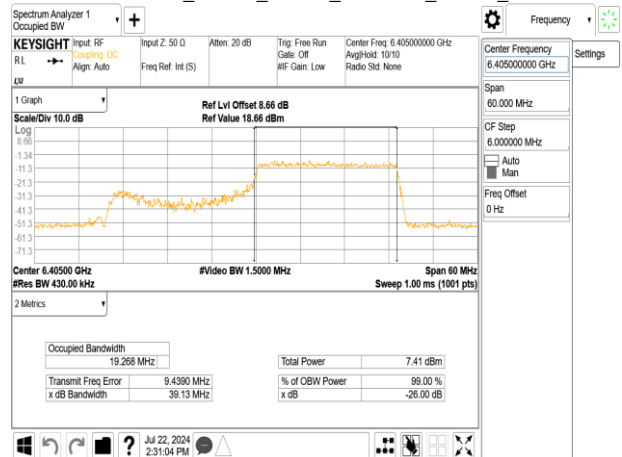 Spectrum Analyzer 1
Occupied BW
KEYSIGHT
RL
Input: RF
Coupling: DC
Align: Auto
Input Z: 50 Ω
Freq Ref: Int (S)
Atten: 20 dB
Trig: Free Run
Gate: Off
#IF Gain: Low
Center Freq: 6.405000000 GHz
Avg|Hold: 10/10
Radio Std: None
LXI
1 Graph
Scale/Div 10.0 dB
Ref Lvl Offset 8.66 dB
Ref Value 18.66 dBm
Log
8.66
-1.34
-11.3
-21.3
-31.3
-41.3
-51.3
-61.3
-71.3
Center 6.40500 GHz
#Video BW 1.5000 MHz
Span 60 MHz
#Res BW 430.00 kHz
Sweep 1.00 ms (1001 pts)
2 Metrics
Occupied Bandwidth
19.268 MHz
Total Power 7.41 dBm
Transmit Freq Error 9.4390 MHz
% of OBW Power 99.00 %
x dB Bandwidth 39.13 MHz
x dB -26.00 dB
Jul 22, 2024
2:31:04 PM
Frequency
Settings
Center Frequency
6.405000000 GHz
Span
60.000 MHz
CF Step
6.000000 MHz
Auto
Man
Freq Offset
0 Hz